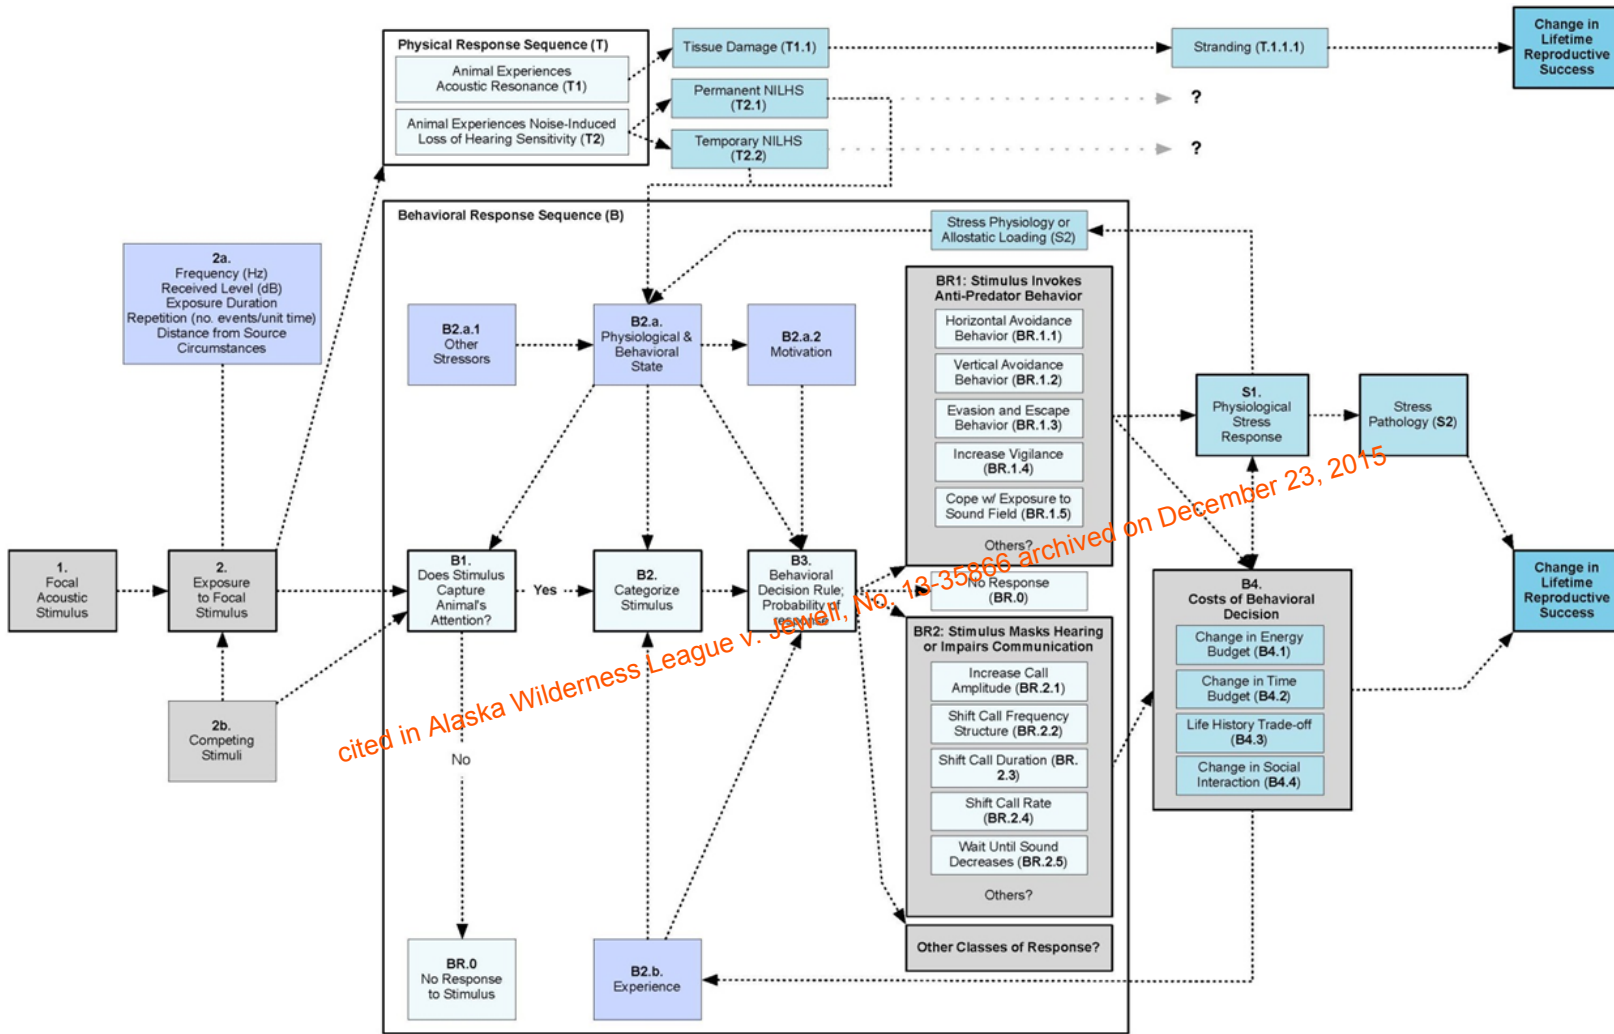 Physical Response Sequence (T)
Animal Experiences
Acoustic Resonance (T1)
Animal Experiences Noise-Induced
Loss of Hearing Sensitivity (T2)
Tissue Damage (T1.1)
Permanent NILHS
(T2.1)
Temporary NILHS
(T2.2)
Stranding (T.1.1.1)
?
?
Change in
Lifetime
Reproductive
Success
Behavioral Response Sequence (B)
Stress Physiology or
Allostatic Loading (S2)
2a.
Frequency (Hz)
Received Level (dB)
Exposure Duration
Repetition (no. events/unit time)
Distance from Source
Circumstances
B2.a.1
Other
Stressors
B2.a.
Physiological &
Behavioral
State
B2.a.2
Motivation
BR1: Stimulus Invokes
Anti-Predator Behavior
Horizontal Avoidance
Behavior (BR.1.1)
Vertical Avoidance
Behavior (BR.1.2)
Evasion and Escape
Behavior (BR.1.3)
Increase Vigilance
(BR.1.4)
Cope w/ Exposure to
Sound Field (BR.1.5)
Others?
S1.
Physiological
Stress
Response
Stress
Pathology (S2)
1.
Focal
Acoustic
Stimulus
2.
Exposure
to Focal
Stimulus
B1.
Does Stimulus
Capture
Animal's
Attention?
Yes
B2.
Categorize
Stimulus
B3.
Behavioral
Decision Rule;
Probability of
response
No Response
(BR.0)
BR2: Stimulus Masks Hearing
or Impairs Communication
Increase Call
Amplitude (BR.2.1)
Shift Call Frequency
Structure (BR.2.2)
Shift Call Duration (BR.
2.3)
Shift Call Rate
(BR.2.4)
Wait Until Sound
Decreases (BR.2.5)
Others?
Other Classes of Response?
B4.
Costs of Behavioral
Decision
Change in Energy
Budget (B4.1)
Change in Time
Budget (B4.2)
Life History Trade-off
(B4.3)
Change in Social
Interaction (B4.4)
Change in
Lifetime
Reproductive
Success
2b.
Competing
Stimuli
No
BR.0
No Response
to Stimulus
B2.b.
Experience
cited in Alaska Wilderness League v. Jewell, No. 13-35866 archived on December 23, 2015